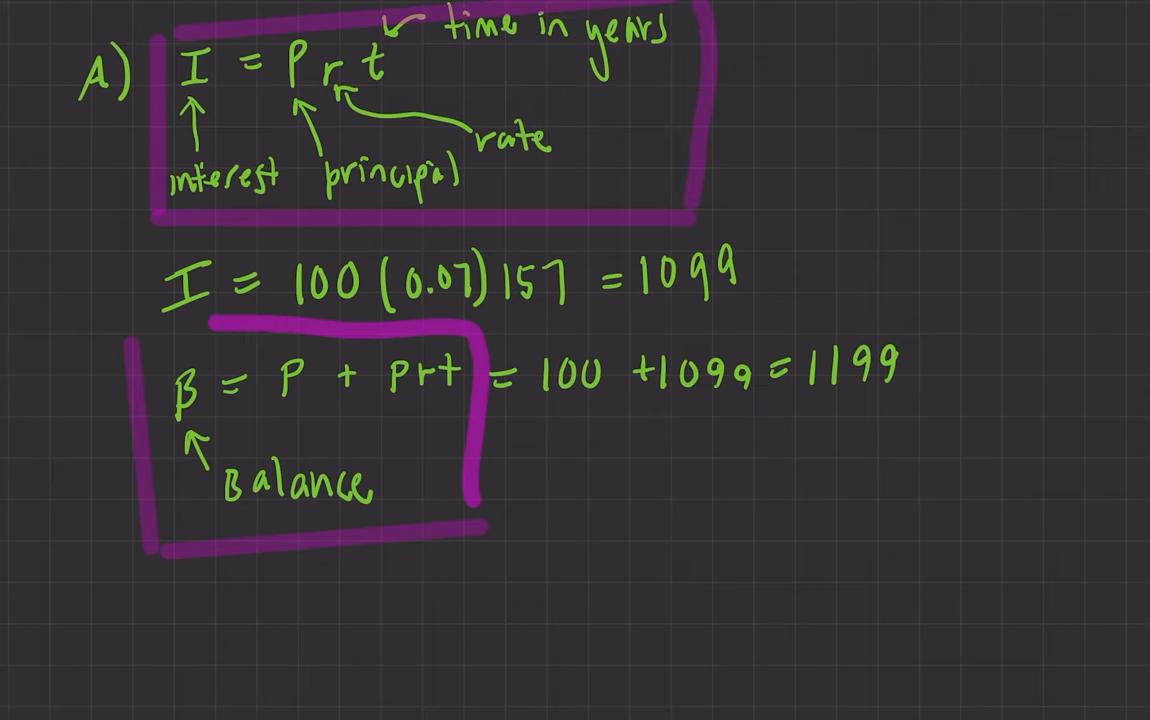 time in years
A) I = P r t
rate
interest principal
I = 100 (0.07) 157 = 1099
B = P + Prt = 100 + 1099 = 1199
Balance